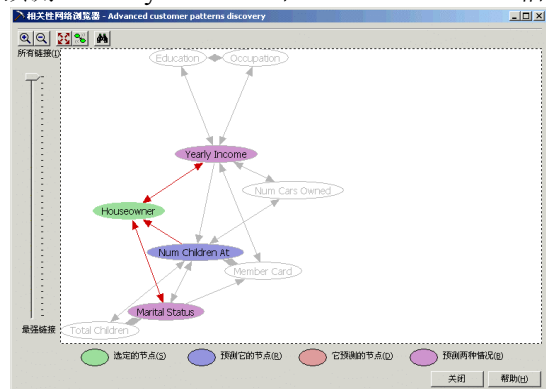 相关性网络浏览器 - Advanced customer patterns discovery
所有链接(L)
Education
Occupation
Yearly Income
Num Cars Owned
Houseowner
Num Children At
Member Card
Marital Status
Total Children
最强链接
选定的节点(S)
预测它的节点(R)
它预测的节点(D)
预测两种情况(B)
关闭
帮助(H)